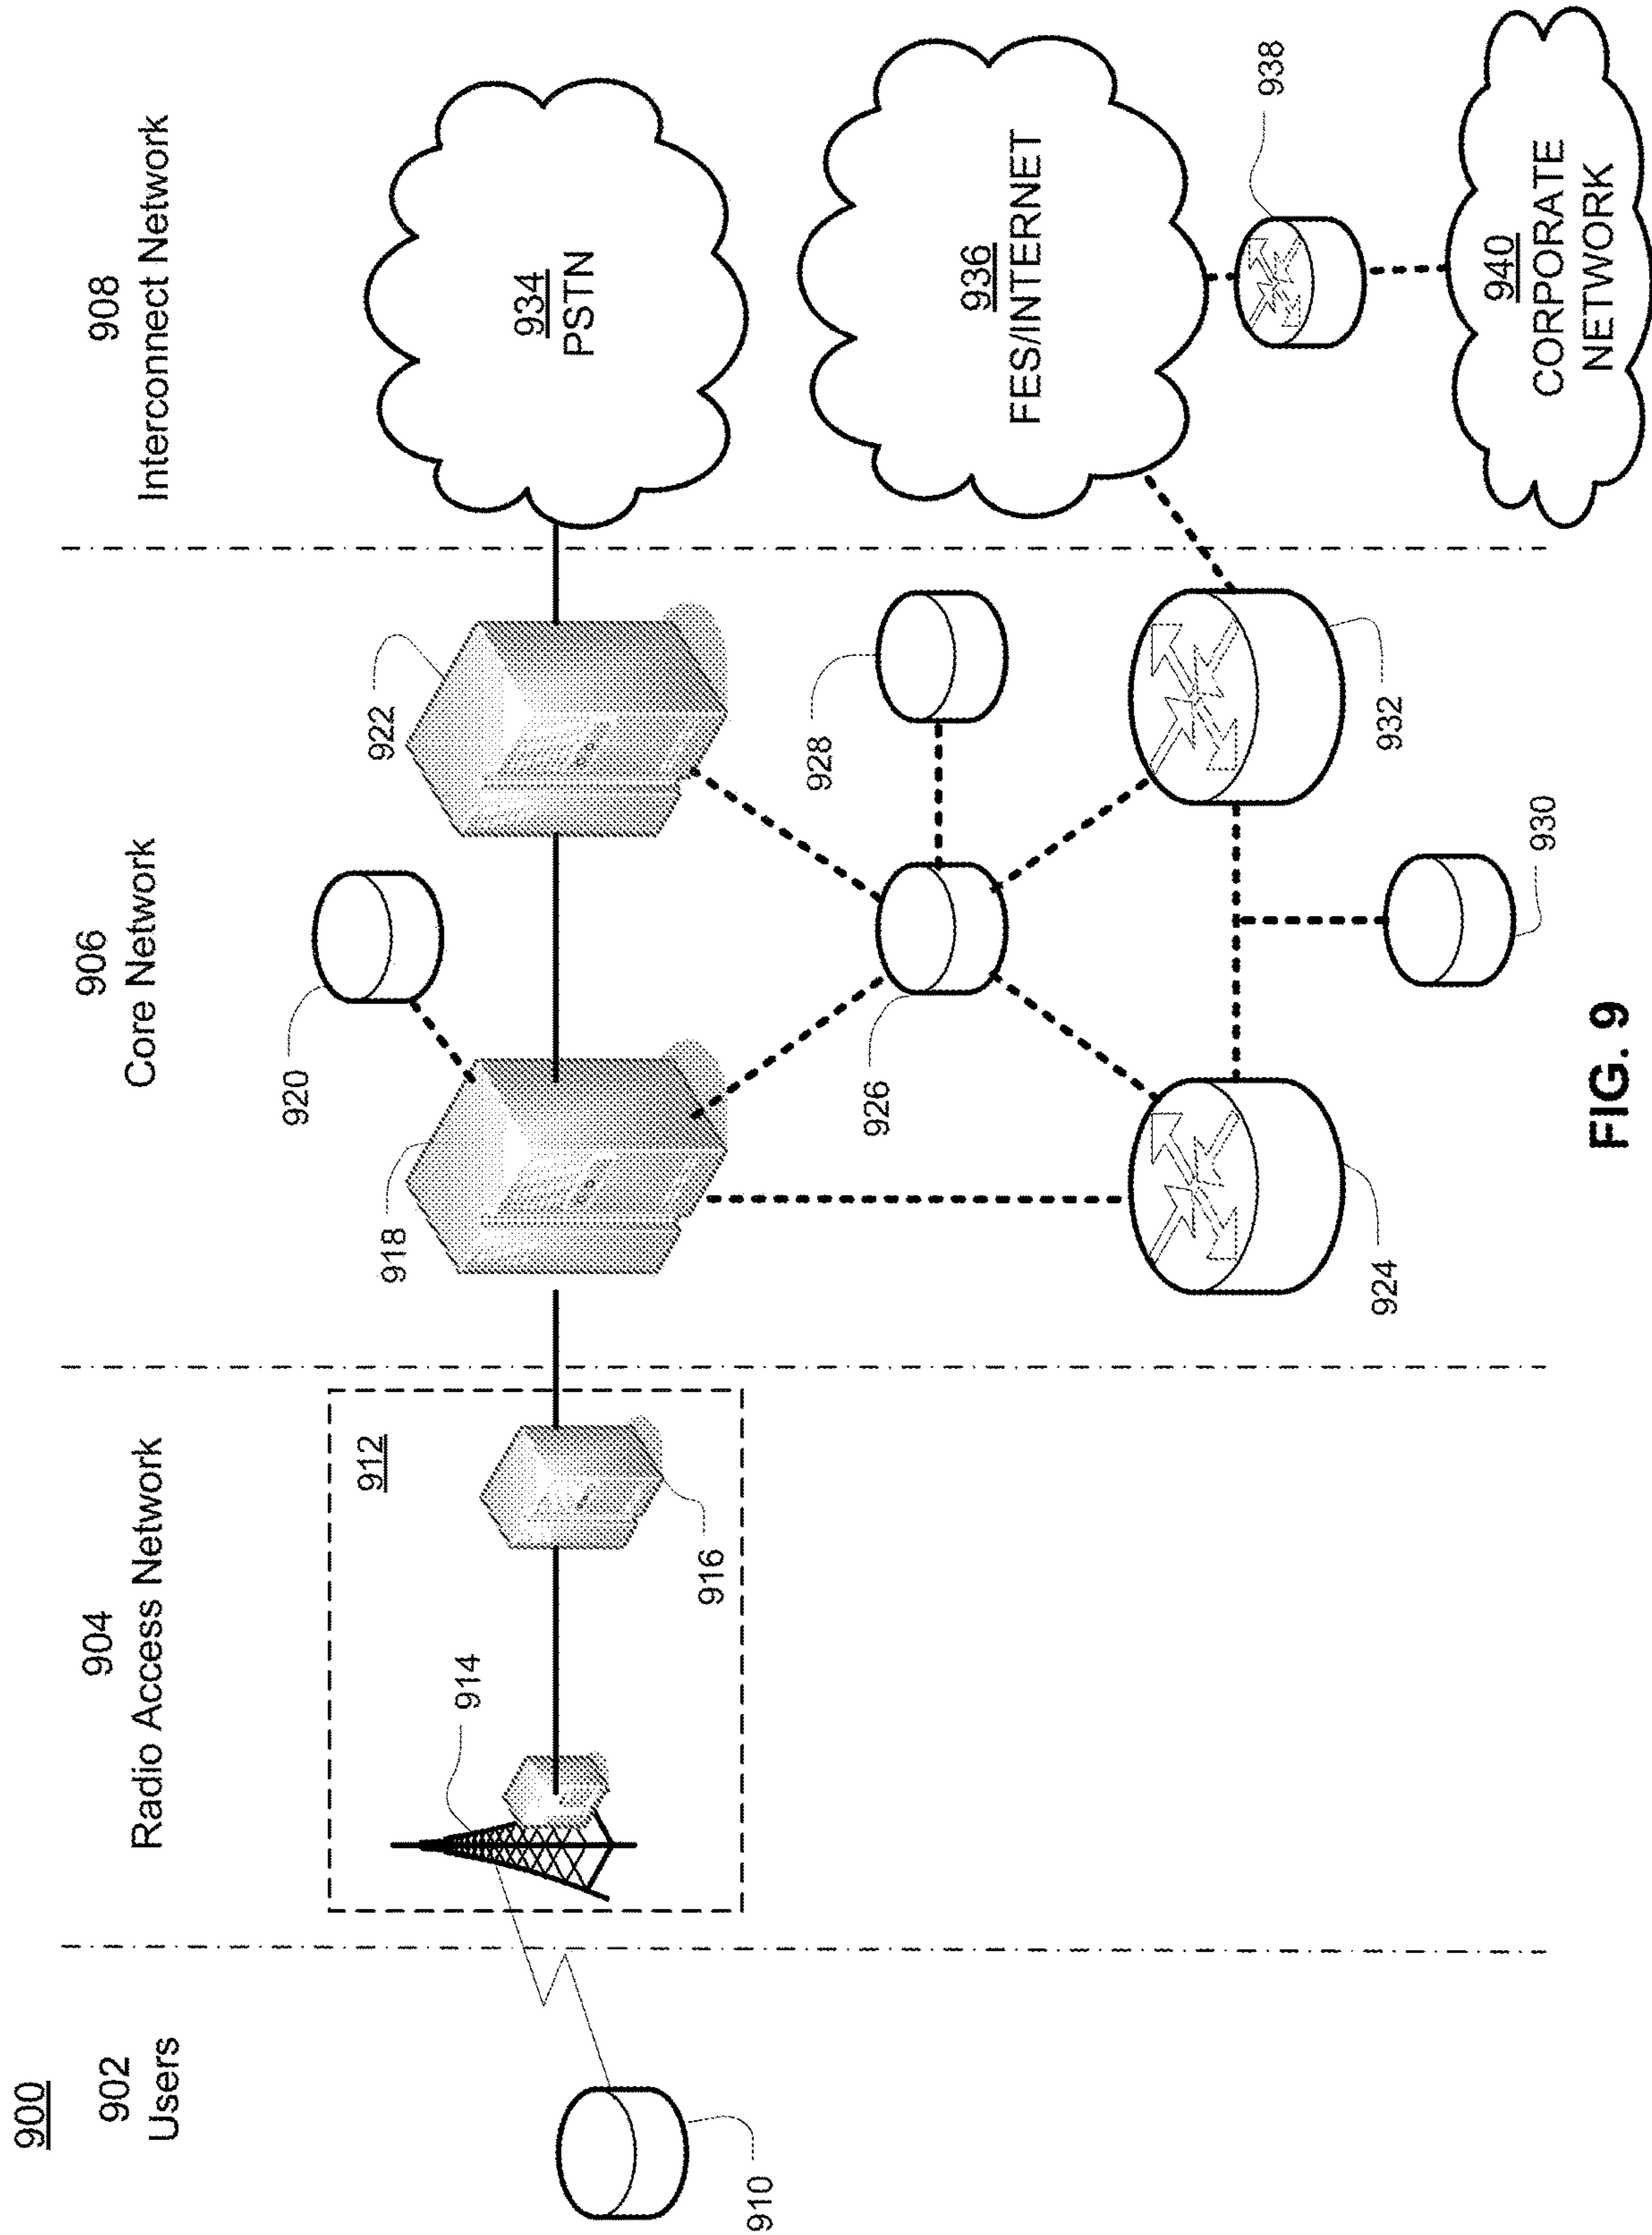 900
902
Users
904
Radio Access Network
906
Core Network
908
Interconnect Network
910
912
914
916
918
920
922
924
926
928
930
932
934
PSTN
936
FES/INTERNET
938
940
CORPORATE
NETWORK
FIG. 9